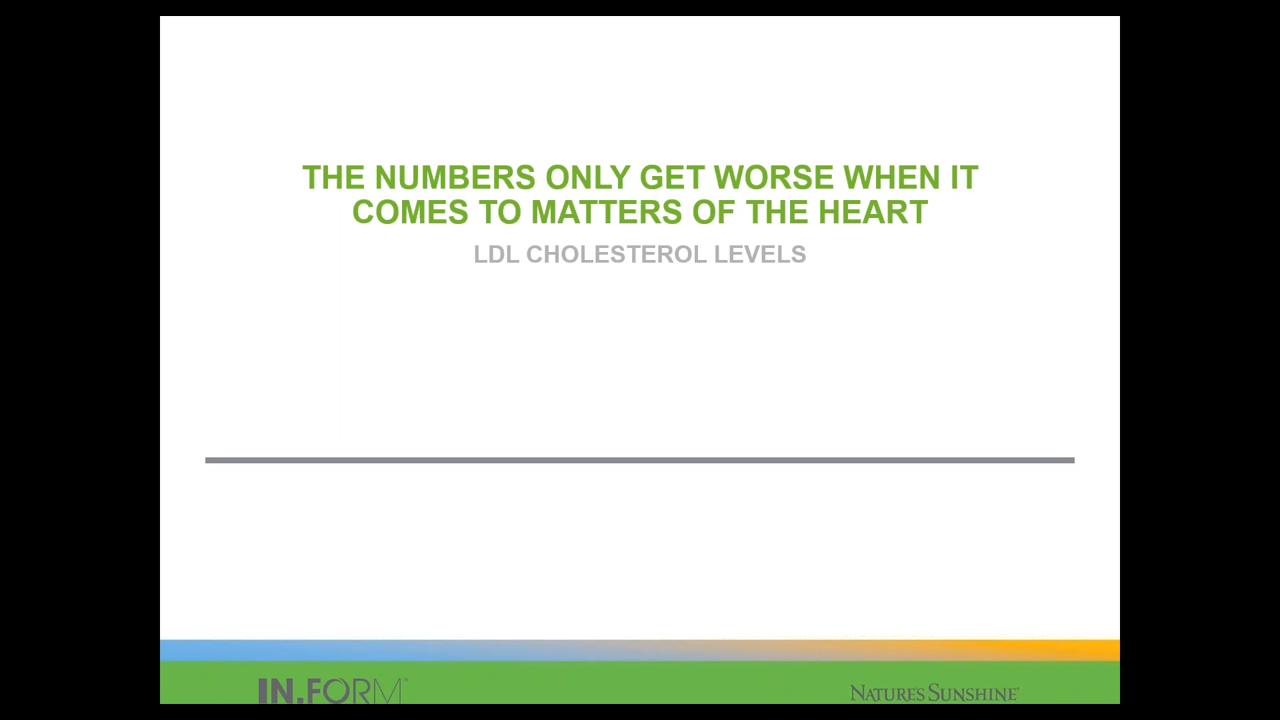 THE NUMBERS ONLY GET WORSE WHEN IT
COMES TO MATTERS OF THE HEART
LDL CHOLESTEROL LEVELS
IN.FORM
NATURE'S SUNSHINE